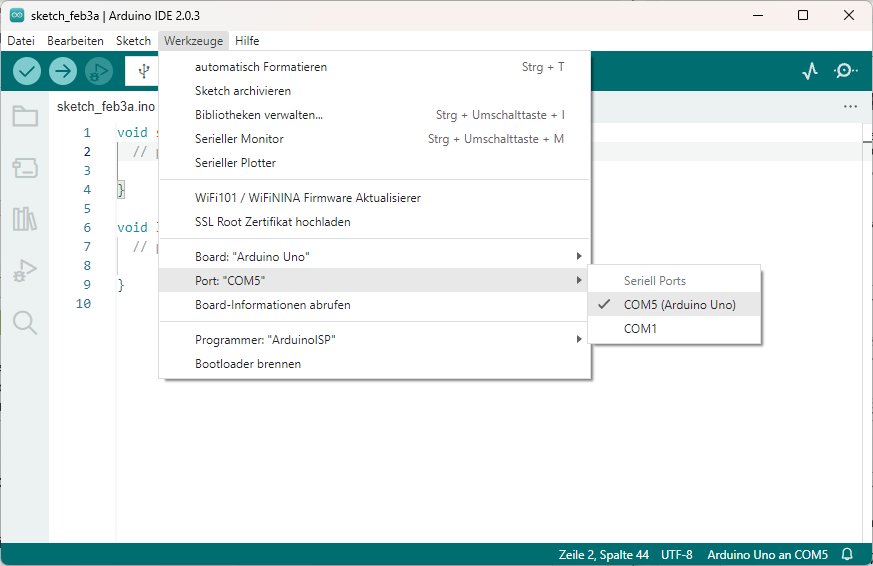 sketch_feb3a | Arduino IDE 2.0.3
Datei Bearbeiten Sketch Werkzeuge Hilfe
automatisch Formatieren Strg + T
Sketch archivieren
Bibliotheken verwalten... Strg + Umschalttaste + I
Serieller Monitor Strg + Umschalttaste + M
Serieller Plotter
WiFi101 / WiFiNINA Firmware Aktualisierer
SSL Root Zertifikat hochladen
Board: "Arduino Uno"
Port: "COM5"
Board-Informationen abrufen
Programmer: "ArduinoISP"
Bootloader brennen
Seriell Ports
COM5 (Arduino Uno)
COM1
sketch_feb3a.ino
1 void
2 //
3
4 }
5
6 void
7 //
8
9 }
10
Zeile 2, Spalte 44 UTF-8 Arduino Uno an COM5